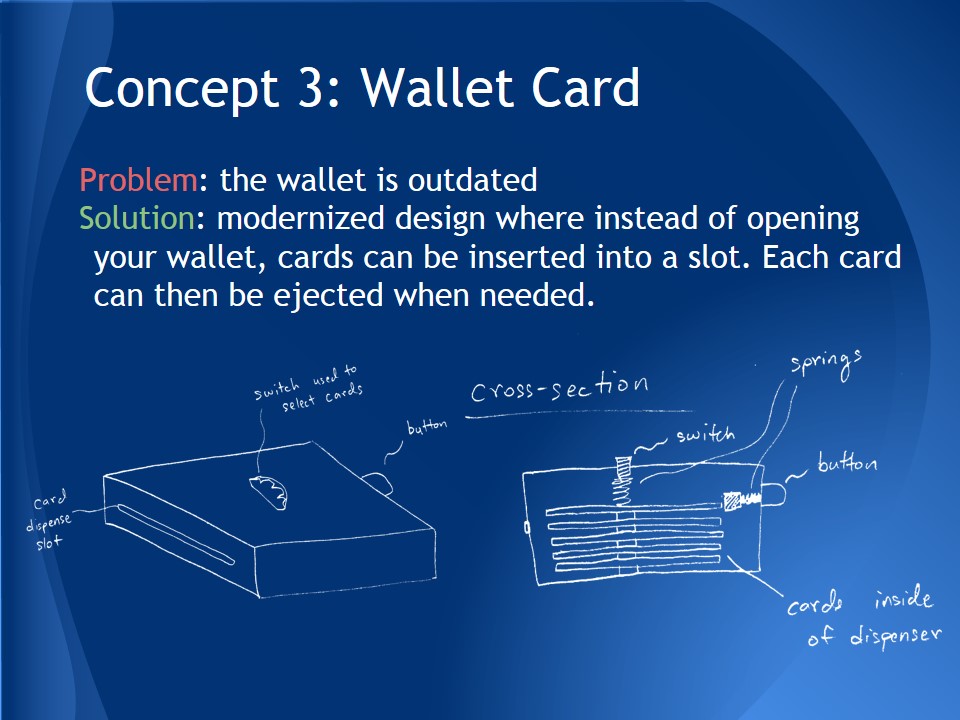 Concept 3: Wallet Card
Problem: the wallet is outdated
Solution: modernized design where instead of opening
your wallet, cards can be inserted into a slot. Each card
can then be ejected when needed.
switch used to
select cards
button
card
dispense
slot
cross-section
springs
switch
button
cards inside
of dispenser